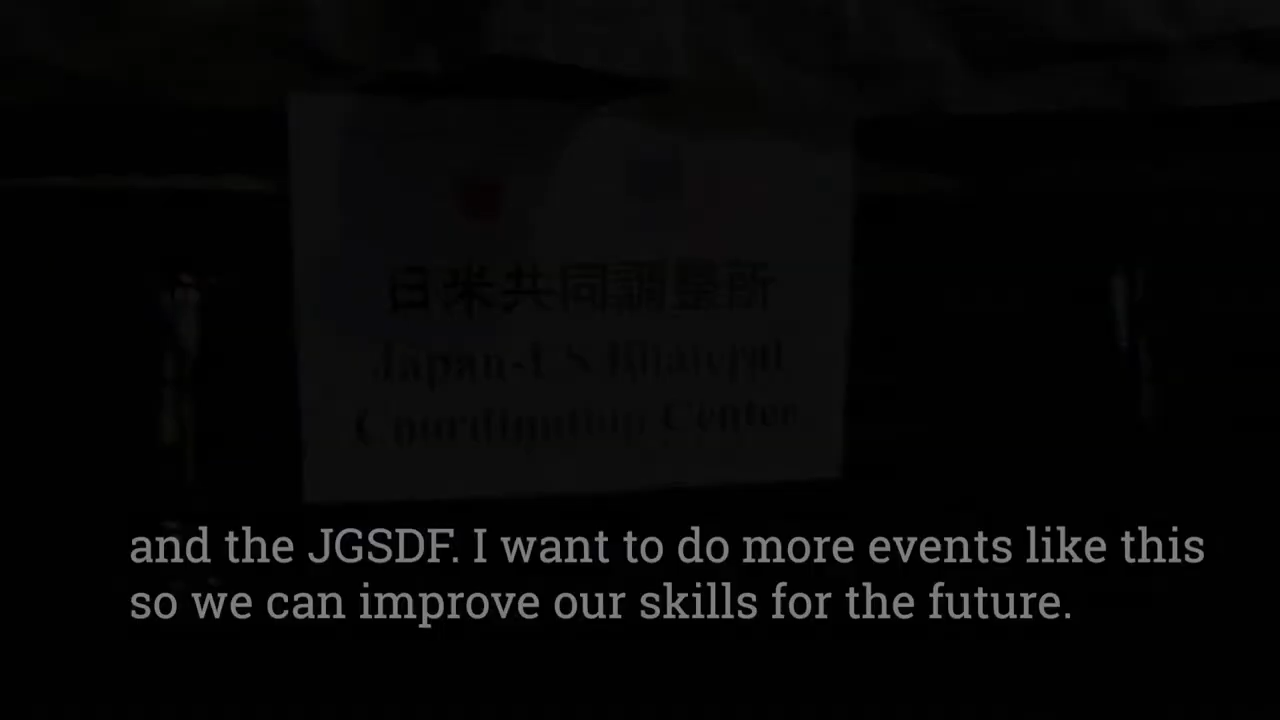 日米共同調整所
Japan-US Bilateral
Coordination Center
and the JGSDF. I want to do more events like this
so we can improve our skills for the future.